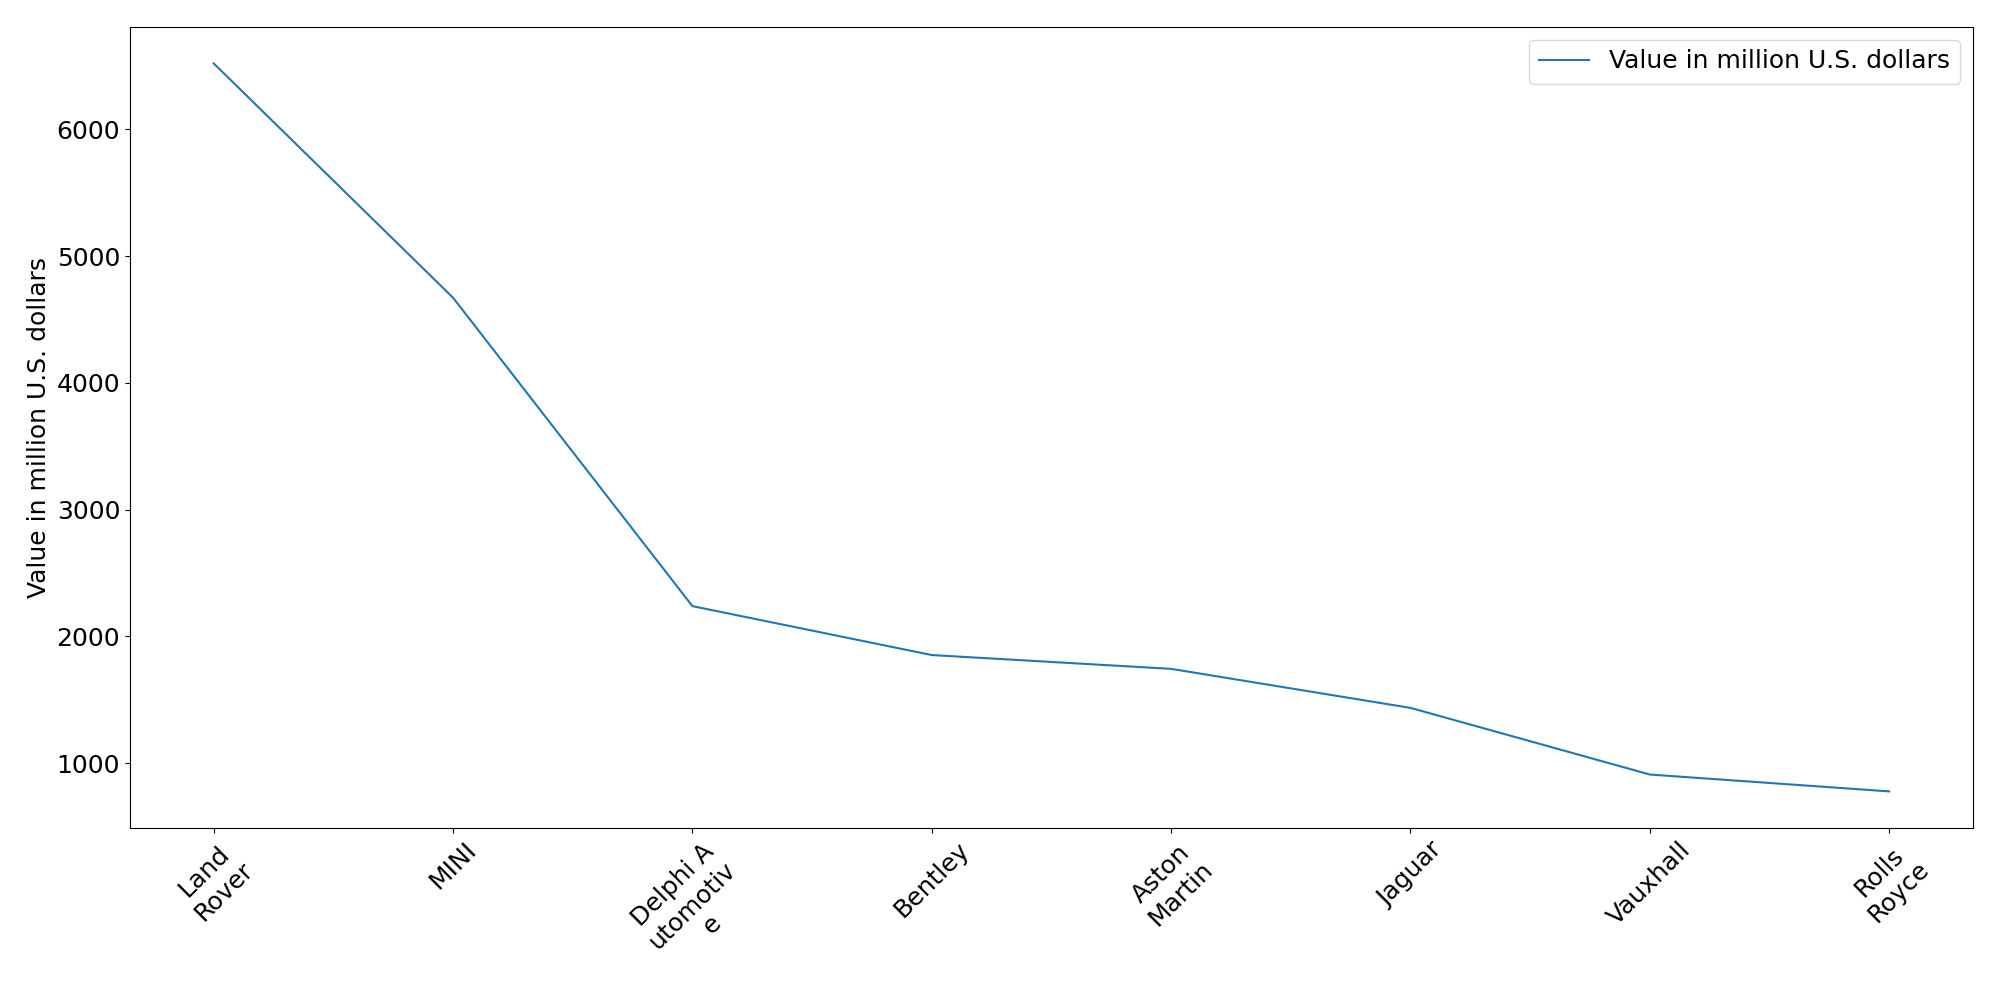 Value in million U.S. dollars
Value in million U.S. dollars
6000
5000
4000
3000
2000
1000
Land
Rover
MINI
Delphi A
utomotiv
e
Bentley
Aston
Martin
Jaguar
Vauxhall
Rolls
Royce